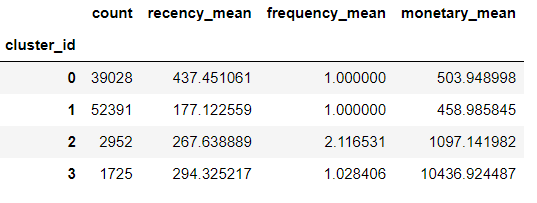 count recency_mean frequency_mean monetary_mean
cluster_id
0 39028 437.451061 1.000000 503.948998
1 52391 177.122559 1.000000 458.985845
2 2952 267.638889 2.116531 1097.141982
3 1725 294.325217 1.028406 10436.924487